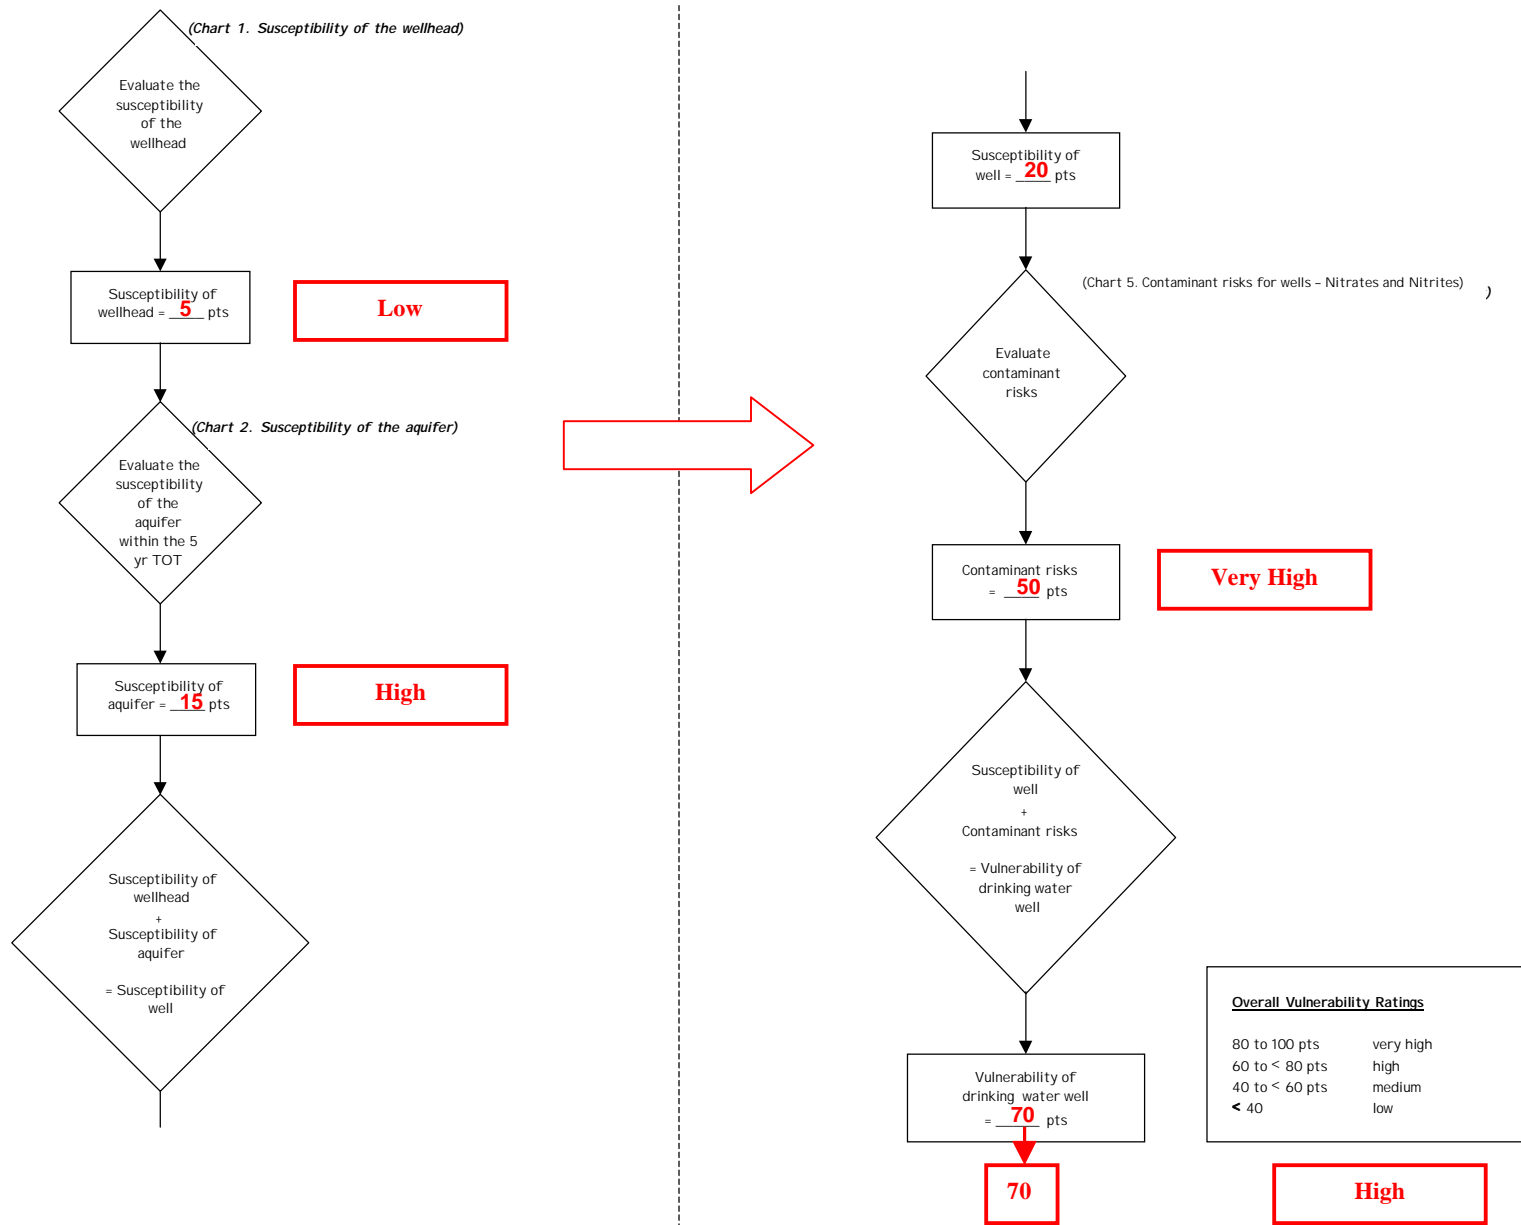 (Chart 1. Susceptibility of the wellhead)
Evaluate the
susceptibility
of the
wellhead
Susceptibility of
wellhead = __5__ pts
Low
(Chart 2. Susceptibility of the aquifer)
Evaluate the
susceptibility
of the
aquifer
within the 5
yr TOT
Susceptibility of
aquifer = __15__ pts
High
Susceptibility of
wellhead
+
Susceptibility of
aquifer
= Susceptibility of
well
Susceptibility of
well = __20__ pts
(Chart 5. Contaminant risks for wells – Nitrates and Nitrites)
)
Evaluate
contaminant
risks
Contaminant risks
= __50__ pts
Very High
Susceptibility of
well
+
Contaminant risks
= Vulnerability of
drinking water
well
Vulnerability of
drinking water well
= __70__ pts
70
Overall Vulnerability Ratings
80 to 100 pts very high
60 to < 80 pts high
40 to < 60 pts medium
< 40 low
High